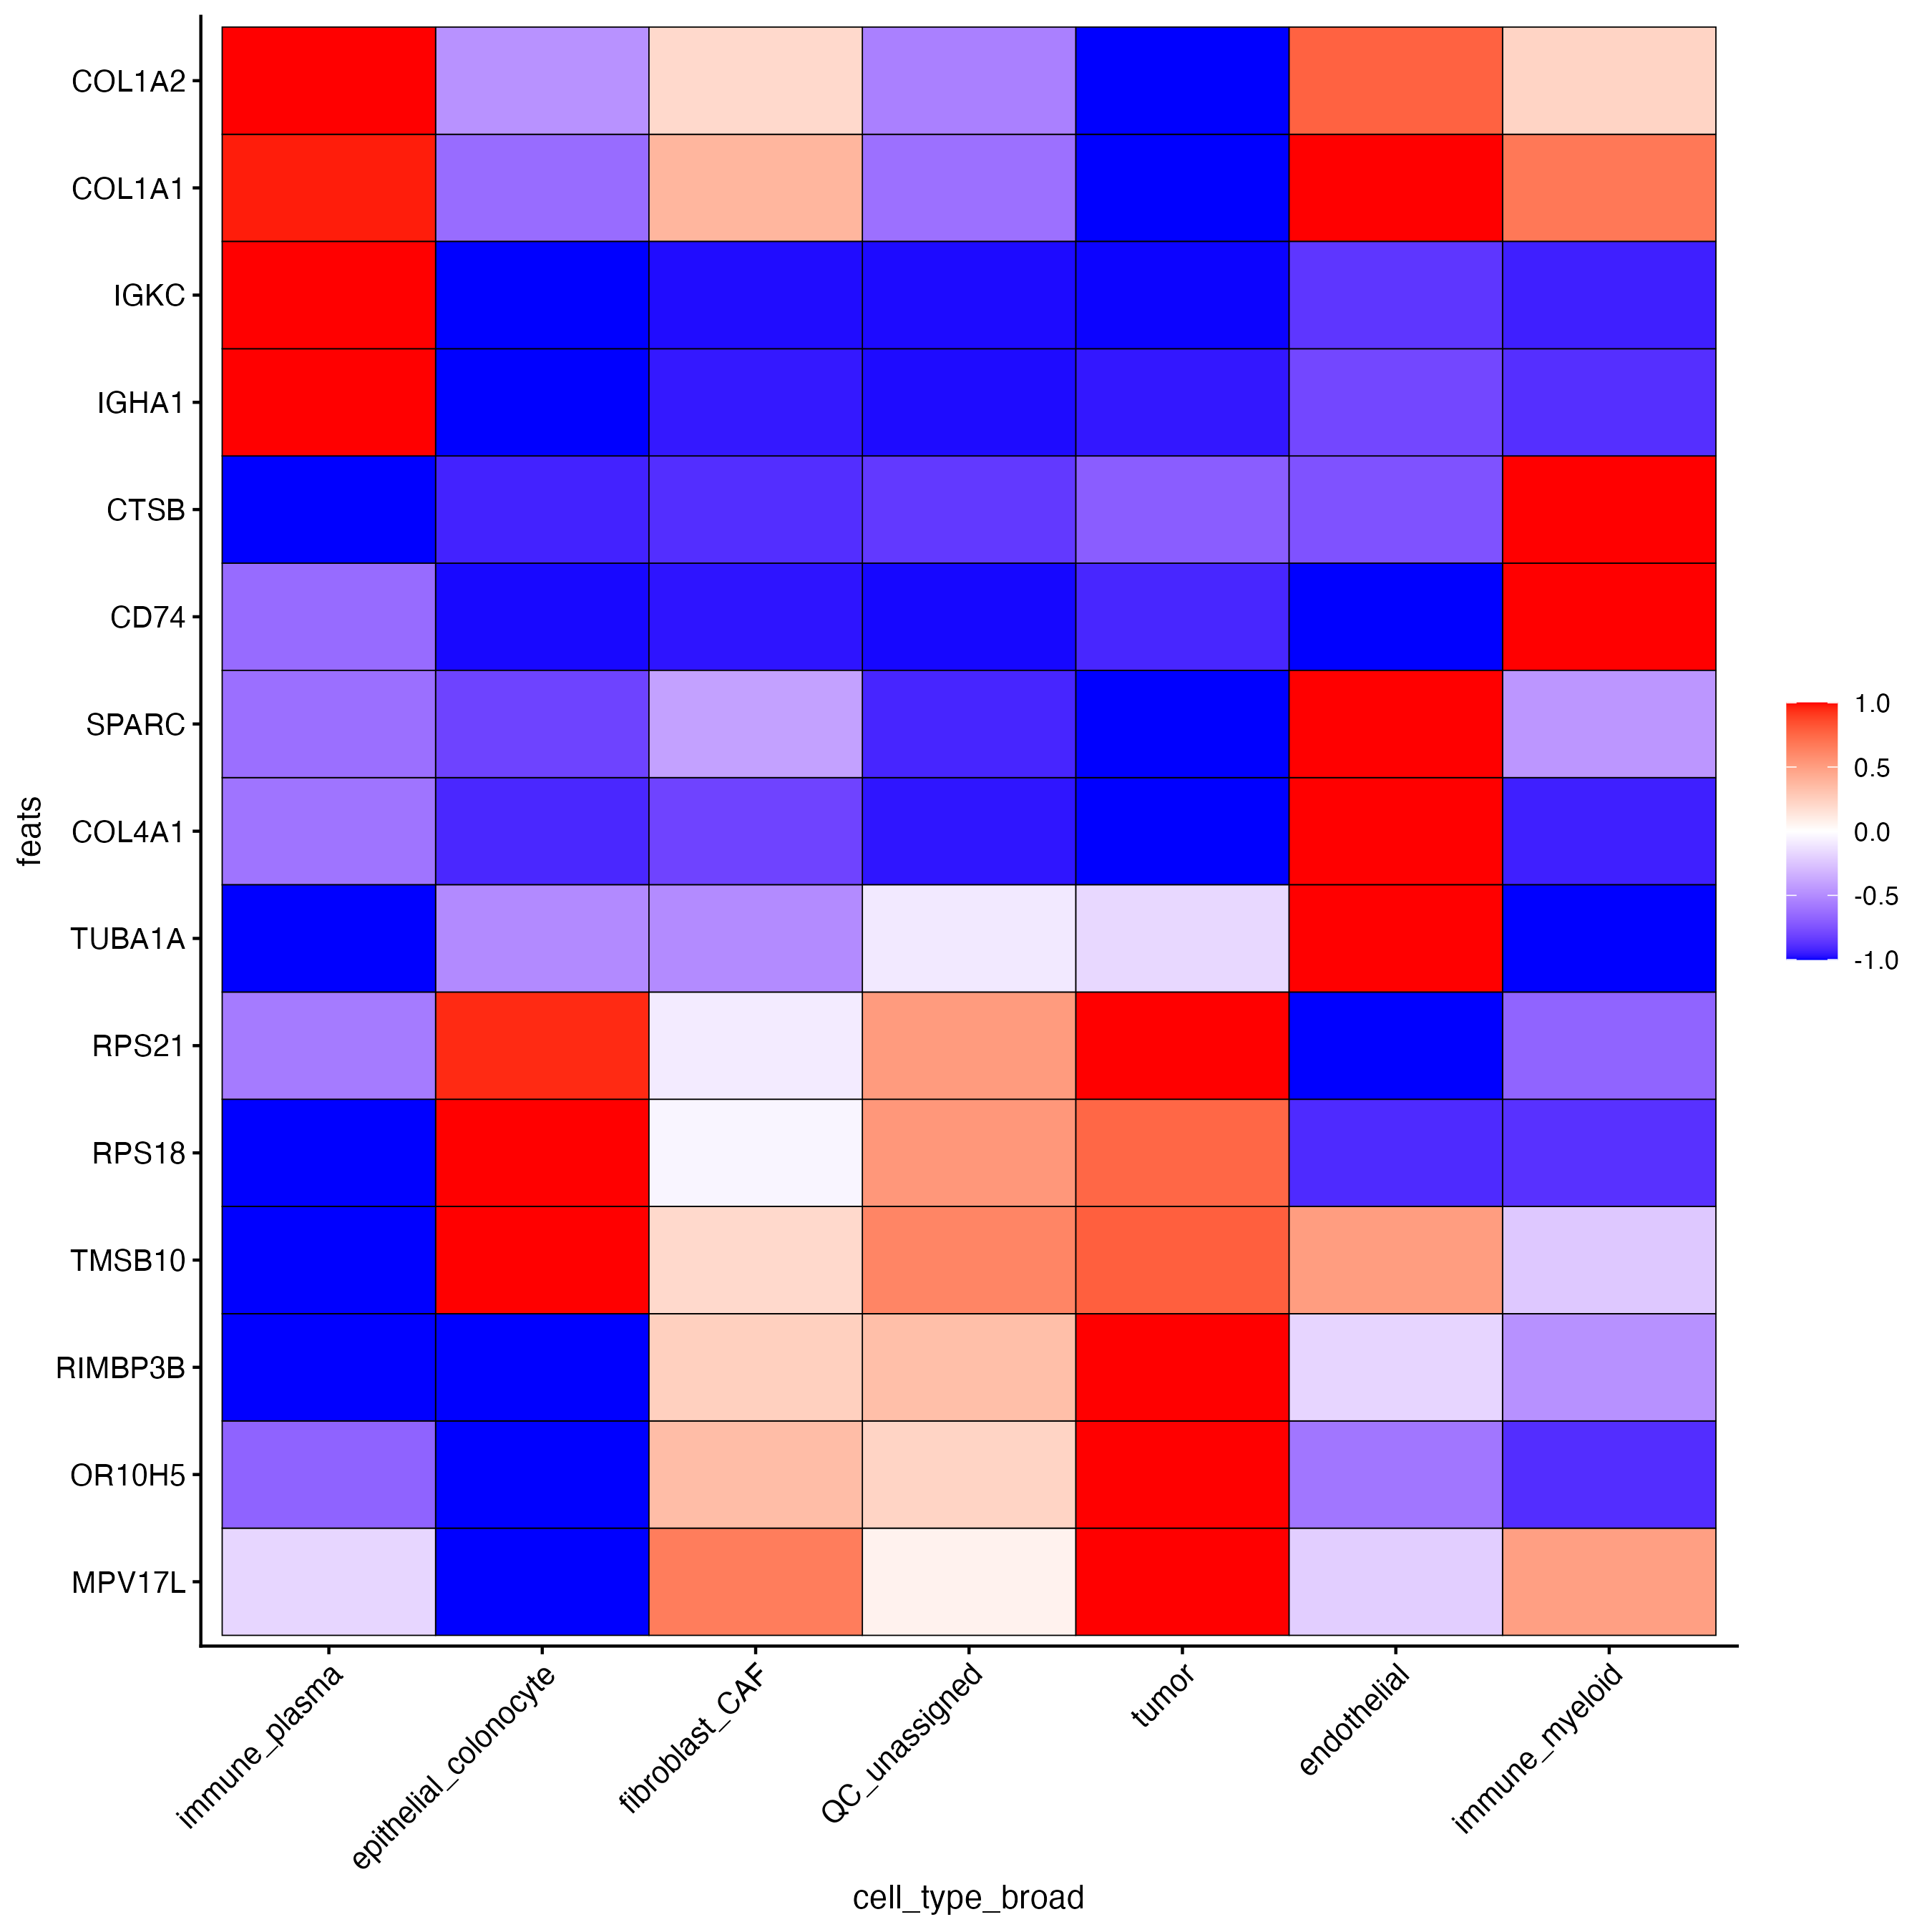 COL1A2
COL1A1
IGKC
IGHA1
CTSB
CD74
SPARC
COL4A1
TUBA1A
RPS21
RPS18
TMSB10
RIMBP3B
OR10H5
MPV17L
feats
immune_plasma
epithelial_colonocyte
fibroblast_CAF
QC_unassigned
tumor
endothelial
immune_myeloid
cell_type_broad
1.0
0.5
0.0
-0.5
-1.0